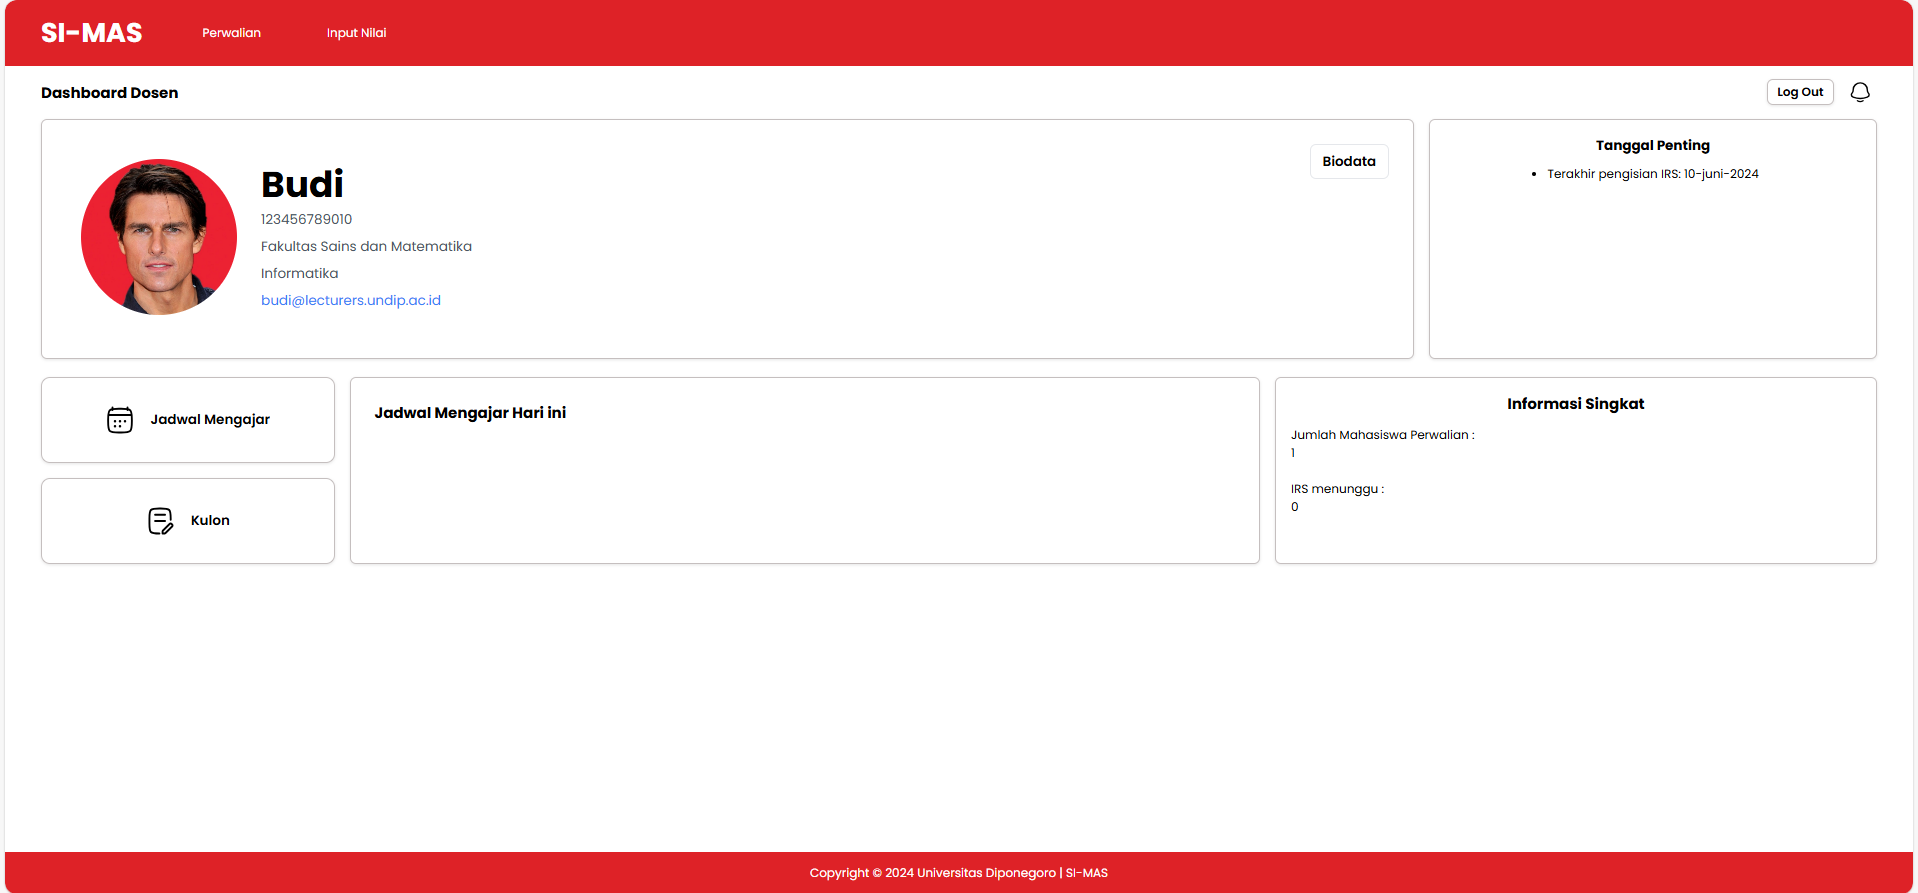 SI-MAS
Perwalian
Input Nilai
Dashboard Dosen
Log Out
Budi
123456789010
Fakultas Sains dan Matematika
Informatika
budi@lecturers.undip.ac.id
Biodata
Tanggal Penting
• Terakhir pengisian IRS: 10-juni-2024
Jadwal Mengajar
Kulon
Jadwal Mengajar Hari ini
Informasi Singkat
Jumlah Mahasiswa Perwalian :
1
IRS menunggu :
0
Copyright © 2024 Universitas Diponegoro | SI-MAS